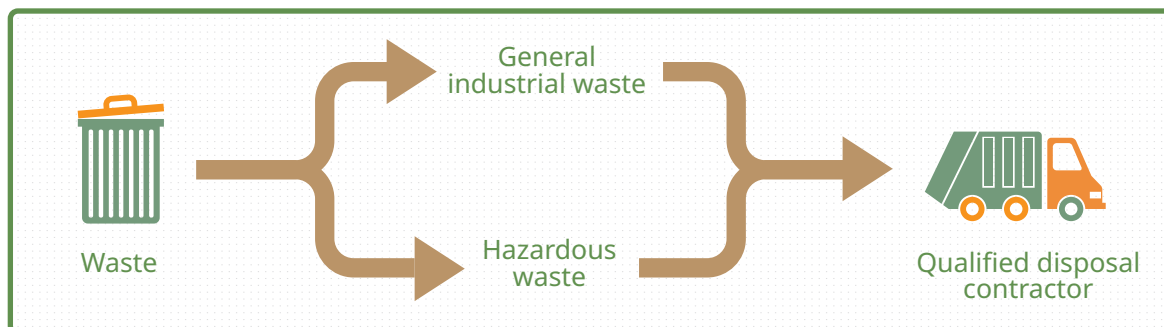 General
industrial waste
Waste
Hazardous
waste
Qualified disposal
contractor